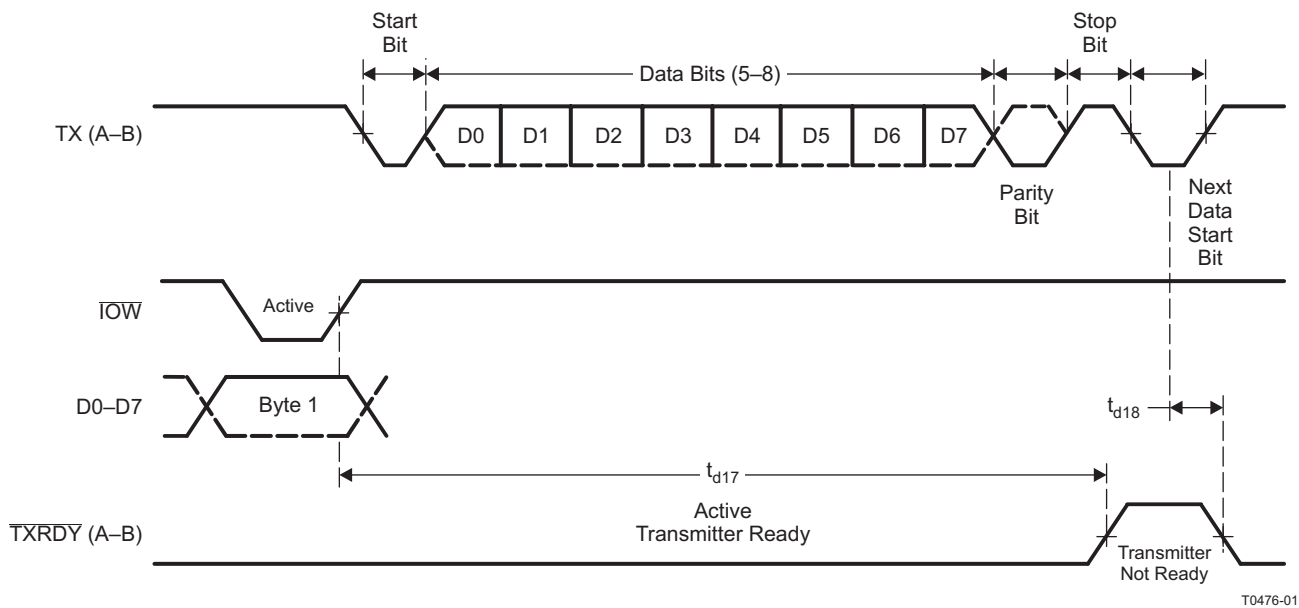 Start
Bit
Data Bits (5–8)
Stop
Bit
TX (A–B)
D0
D1
D2
D3
D4
D5
D6
D7
Parity
Bit
Next
Data
Start
Bit
IOW
Active
D0–D7
Byte 1
td18
td17
TXRDY (A–B)
Active
Transmitter Ready
Transmitter
Not Ready
T0476-01